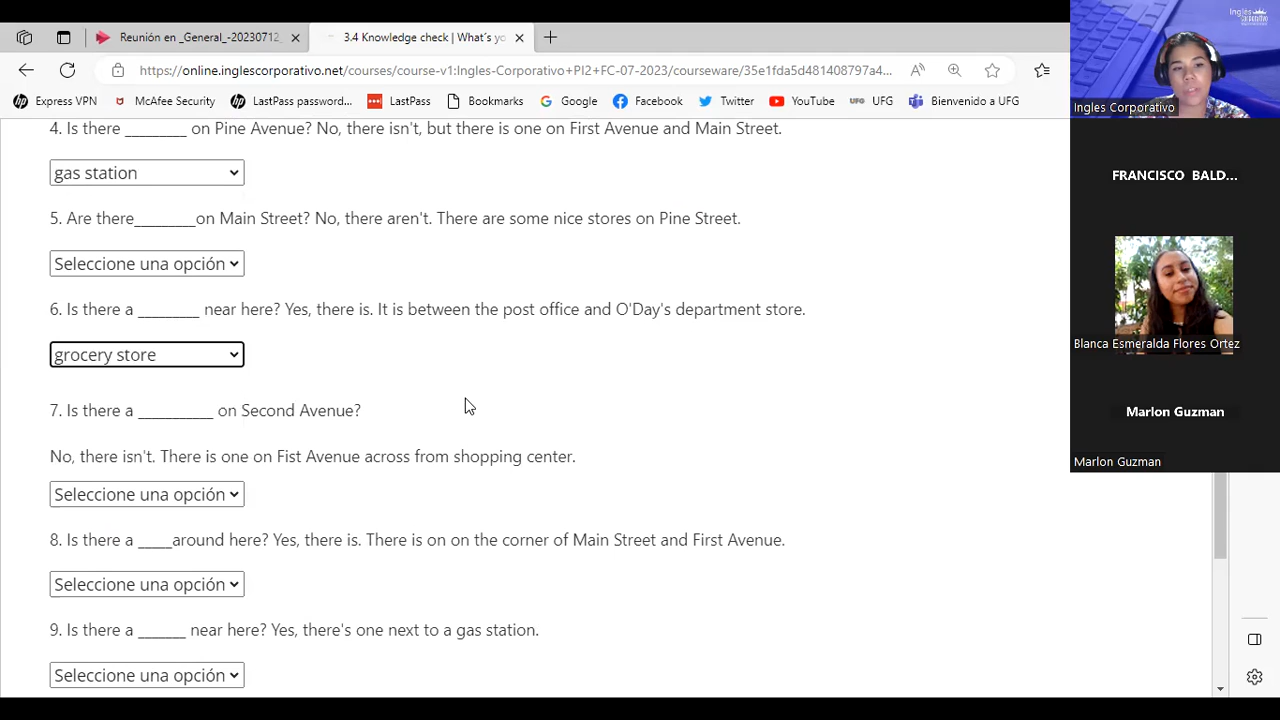 Reunión en _General_-20230712_
3.4 Knowledge check | What´s yo
https://online.inglescorporativo.net/courses/course-v1:Ingles-Corporativo+PI2+FC-07-2023/courseware/35e1fda5d481408797a4...
Express VPN McAfee Security LastPass password... LastPass Bookmarks Google Facebook Twitter YouTube UFG Bienvenido a UFG
4. Is there ________ on Pine Avenue? No, there isn't, but there is one on First Avenue and Main Street.
gas station
5. Are there________on Main Street? No, there aren't. There are some nice stores on Pine Street.
Seleccione una opción
6. Is there a ________ near here? Yes, there is. It is between the post office and O'Day's department store.
grocery store
7. Is there a __________ on Second Avenue?
No, there isn't. There is one on Fist Avenue across from shopping center.
Seleccione una opción
8. Is there a _____around here? Yes, there is. There is on on the corner of Main Street and First Avenue.
Seleccione una opción
9. Is there a ______ near here? Yes, there's one next to a gas station.
Seleccione una opción
Inglés
CORPORATIVO
Ingles Corporativo
FRANCISCO BALD...
Blanca Esmeralda Flores Ortez
Marlon Guzman
Marlon Guzman